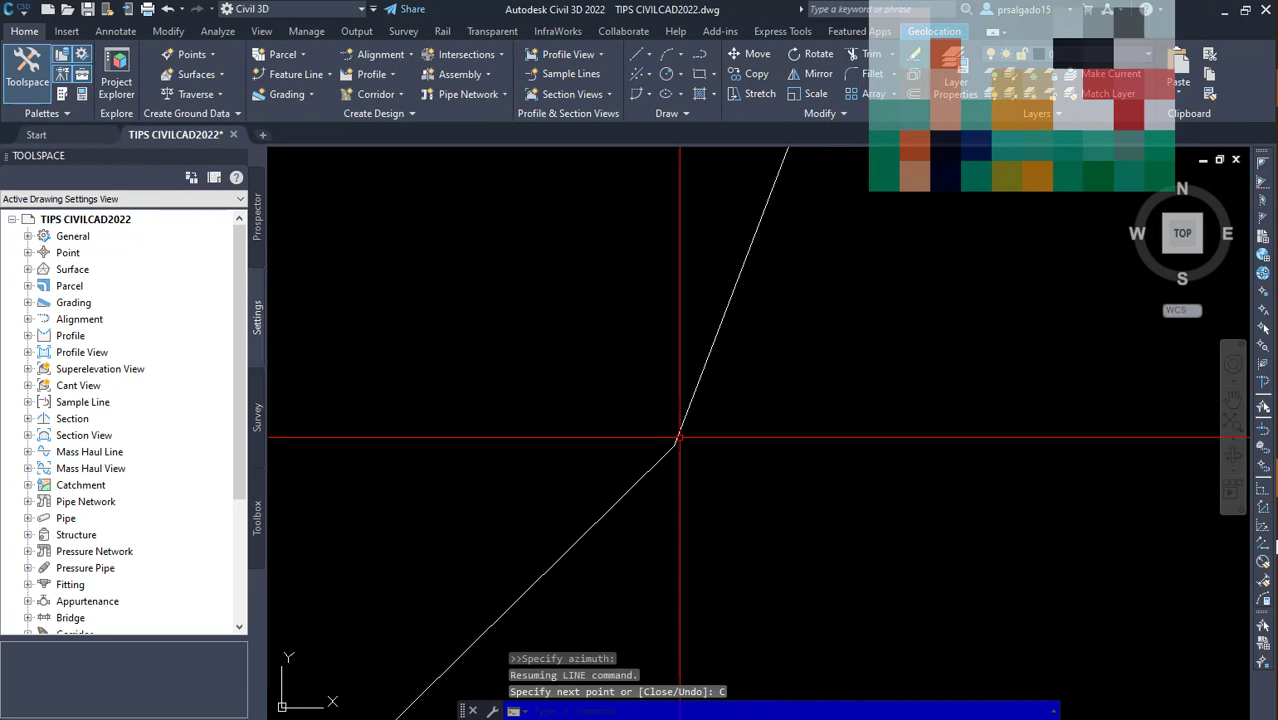 C3D
Civil 3D
Share
Autodesk Civil 3D 2022 TIPS CIVILCAD2022.dwg
Type a keyword or phrase
prsalgado15
Home Insert Annotate Modify Analyze View Manage Output Survey Rail Transparent InfraWorks Collaborate Help Add-ins Express Tools Featured Apps Geolocation
Toolspace
Palettes
Project Explorer
Explore
Points
Surfaces
Traverse
Create Ground Data
Parcel
Feature Line
Grading
Alignment
Profile
Corridor
Intersections
Assembly
Pipe Network
Create Design
Profile View
Sample Lines
Section Views
Profile & Section Views
Draw
Move
Copy
Stretch
Rotate
Mirror
Scale
Trim
Fillet
Array
Modify
Layer Properties
Make Current
Match Layer
Layers
Paste
Clipboard
Start
TIPS CIVILCAD2022*
TOOLSPACE
Active Drawing Settings View
TIPS CIVILCAD2022
General
Point
Surface
Parcel
Grading
Alignment
Profile
Profile View
Superelevation View
Cant View
Sample Line
Section
Section View
Mass Haul Line
Mass Haul View
Catchment
Pipe Network
Pipe
Structure
Pressure Network
Pressure Pipe
Fitting
Appurtenance
Bridge
Corridor
Prospector
Settings
Survey
Toolbox
N
W
TOP
E
S
WCS
Y
X
>>Specify azimuth:
Resuming LINE command.
Specify next point or [Close/Undo]: C
Type a command